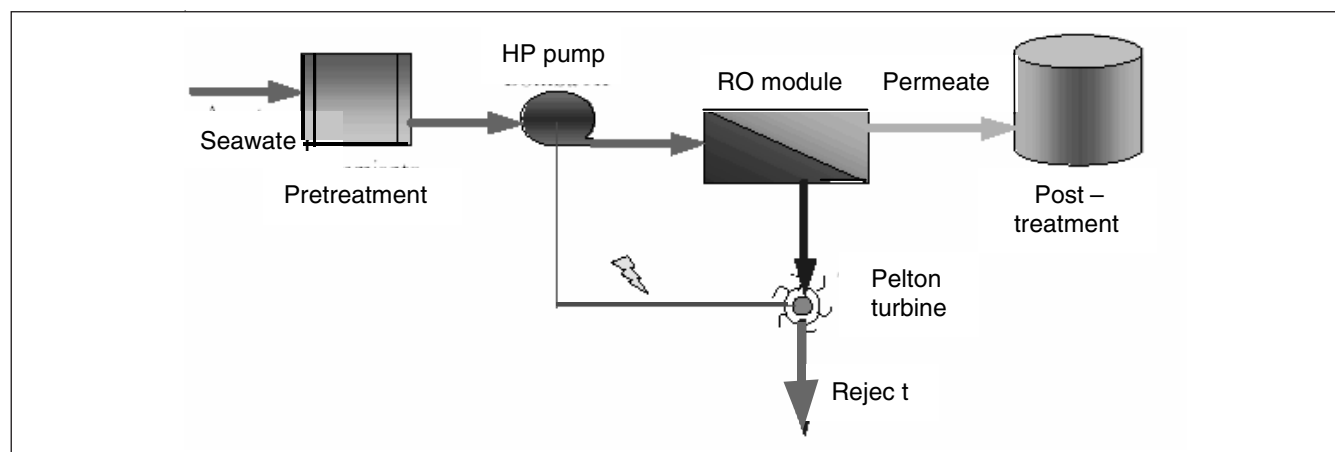 HP pump
RO module
Permeate
Seawate r
Pretreatment
Post –
treatment
Pelton
turbine
Rejec t